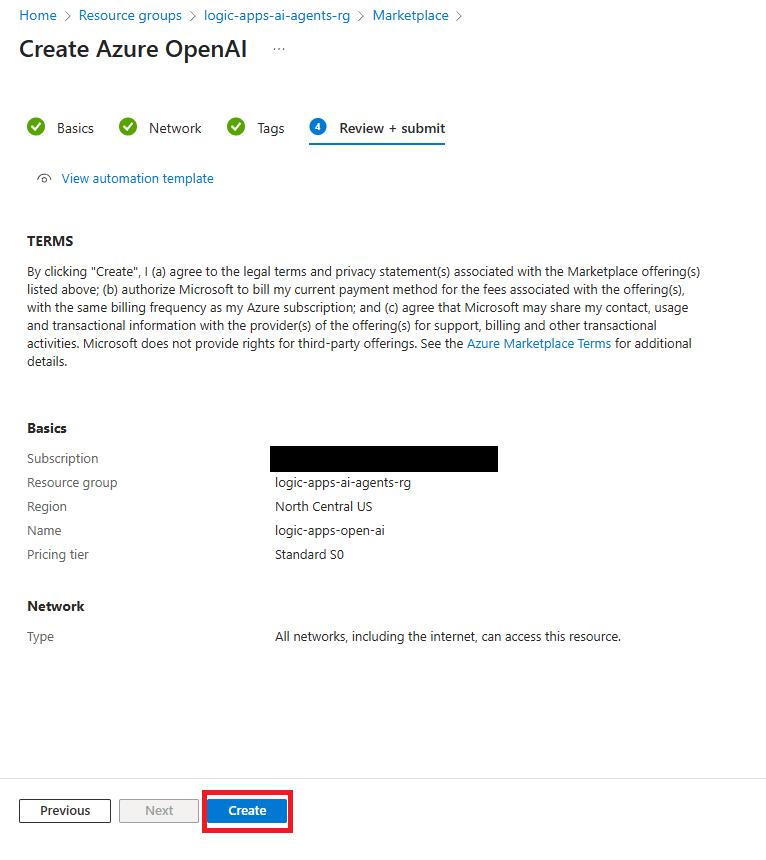 Home > Resource groups > logic-apps-ai-agents-rg > Marketplace >
Create Azure OpenAI ...
Basics Network Tags 4 Review + submit
View automation template
TERMS
By clicking "Create", I (a) agree to the legal terms and privacy statement(s) associated with the Marketplace offering(s)
listed above; (b) authorize Microsoft to bill my current payment method for the fees associated with the offering(s),
with the same billing frequency as my Azure subscription; and (c) agree that Microsoft may share my contact, usage
and transactional information with the provider(s) of the offering(s) for support, billing and other transactional
activities. Microsoft does not provide rights for third-party offerings. See the Azure Marketplace Terms for additional
details.
Basics
Subscription
Resource group logic-apps-ai-agents-rg
Region North Central US
Name logic-apps-open-ai
Pricing tier Standard S0
Network
Type All networks, including the internet, can access this resource.
Previous Next Create